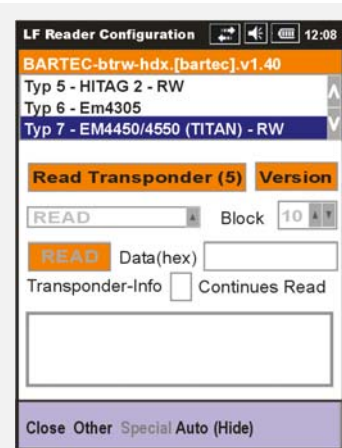 LF Reader Configuration 12:08
BARTEC-btrw-hdx.[bartec].v1.40
Typ 5 - HITAG 2 - RW
Typ 6 - Em4305
Typ 7 - EM4450/4550 (TITAN) - RW
Read Transponder (5) Version
READ Block 10
READ Data(hex)
Transponder-Info Continues Read
Close Other Special Auto (Hide)